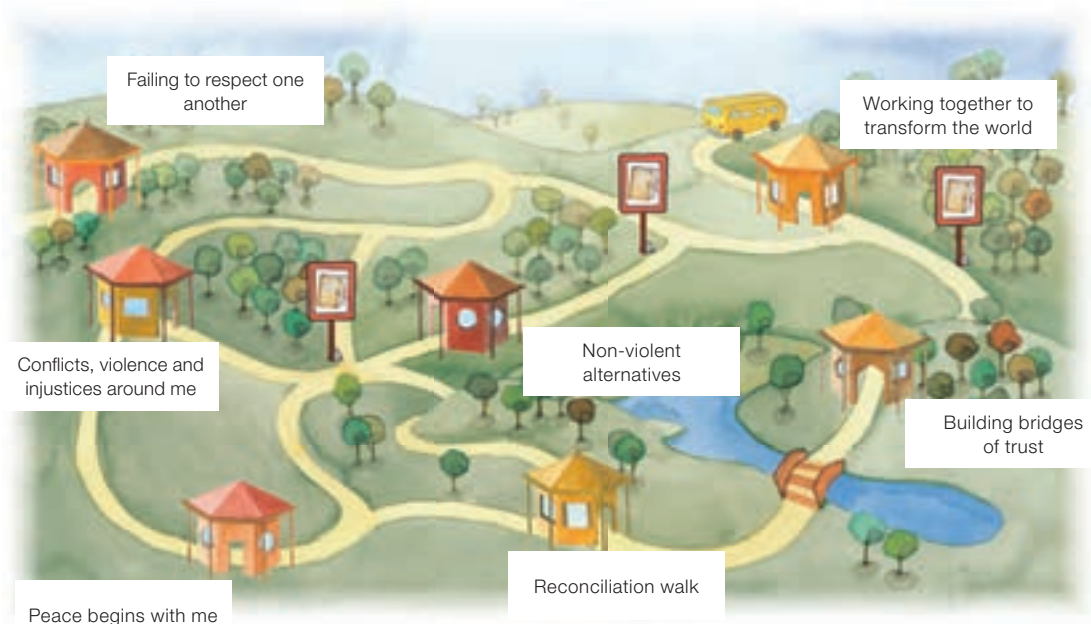 Failing to respect one
another
Working together to
transform the world
Conflicts, violence and
injustices around me
Non-violent
alternatives
Building bridges
of trust
Reconciliation walk
Peace begins with me